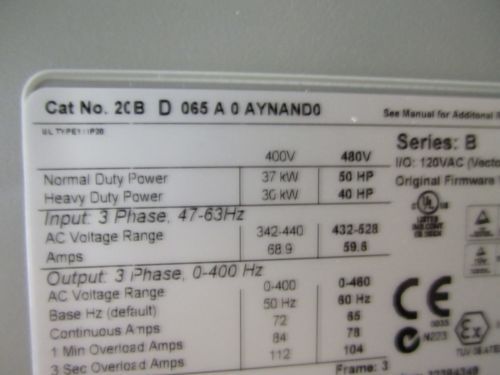 Cat No. 20B D 065 A 0 AYNAND0
UL TYPE1 / IP20
See Manual for Additional
Series: B
400V 480V
I/O: 120VAC (Vecto
Normal Duty Power 37 kW 50 HP
Original Firmware
Heavy Duty Power 30 kW 40 HP
Input: 3 Phase, 47-63Hz
AC Voltage Range 342-440 432-528
Amps 68.9 59.6
LISTED
Output: 3 Phase, 0-400 Hz
AC Voltage Range 0-400 0-460
Base Hz (default) 50 Hz 60 Hz
Continuous Amps 72 65
1 Min Overload Amps 84 78
3 Sec Overload Amps 112 104
CE
N223
Ex
Frame: 3